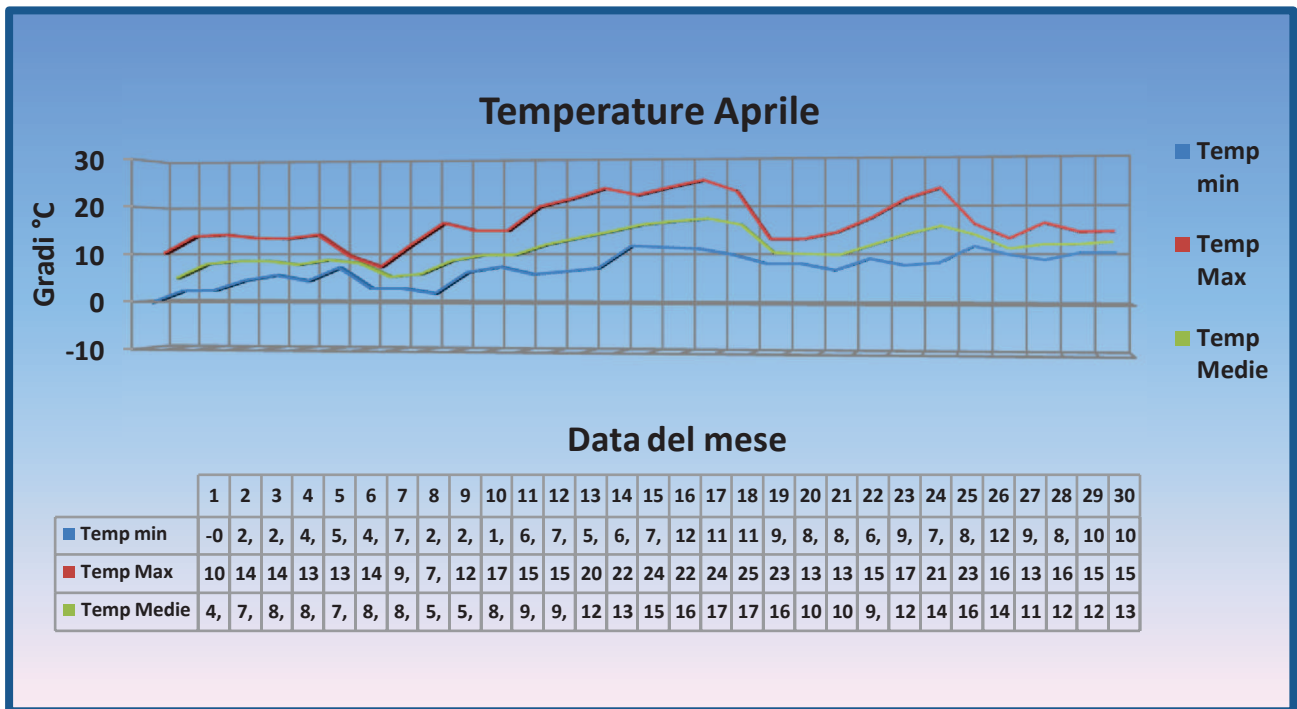 Temperature Aprile
30
20
10
0
-10
Gradi °C
Temp
min
Temp
Max
Temp
Medie
Data del mese
1 2 3 4 5 6 7 8 9 10 11 12 13 14 15 16 17 18 19 20 21 22 23 24 25 26 27 28 29 30
Temp min -0 2, 2, 4, 5, 4, 7, 2, 2, 1, 6, 7, 5, 6, 7, 12 11 11 9, 8, 8, 6, 9, 7, 8, 12 9, 8, 10 10
Temp Max 10 14 14 13 13 14 9, 7, 12 17 15 15 20 22 24 22 24 25 23 13 13 15 17 21 23 16 13 16 15 15
Temp Medie 4, 7, 8, 8, 7, 8, 8, 5, 5, 8, 9, 9, 12 13 15 16 17 17 16 10 10 9, 12 14 16 14 11 12 12 13